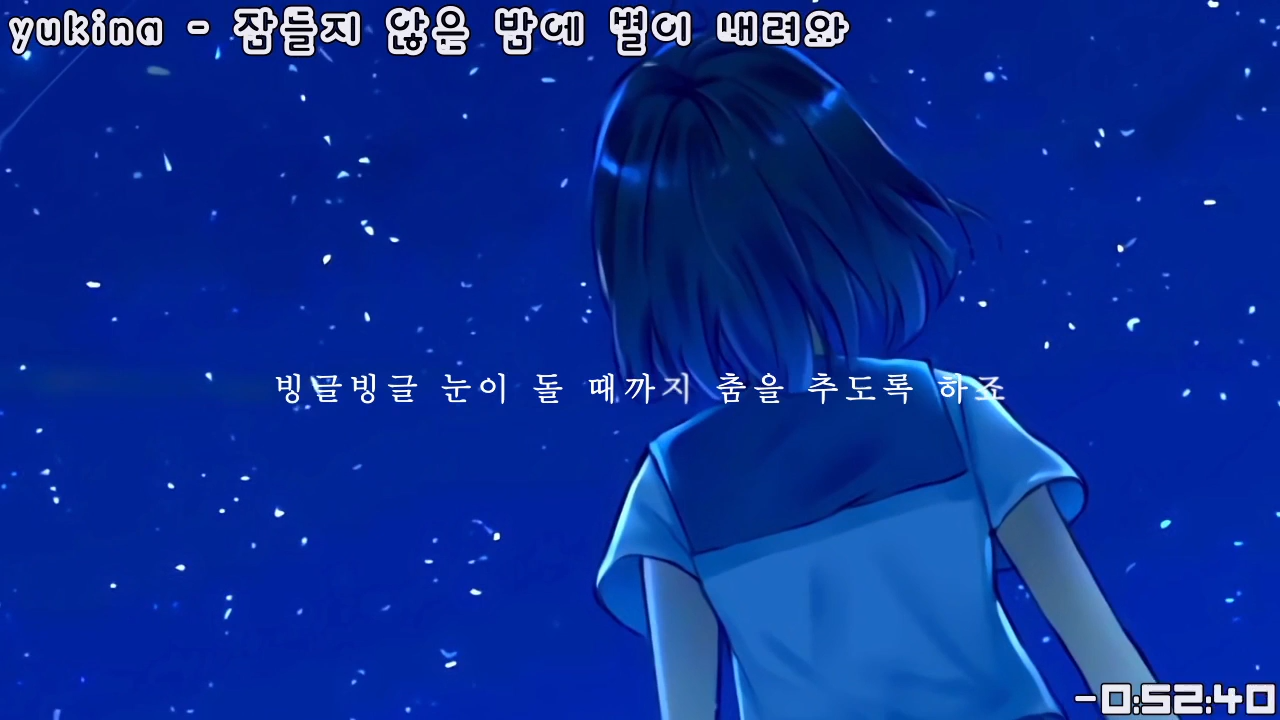 yukina - 잠들지 않은 밤에 별이 내려와
빙글빙글 눈이 돌 때까지 춤을 추도록 하죠
-0:52:40